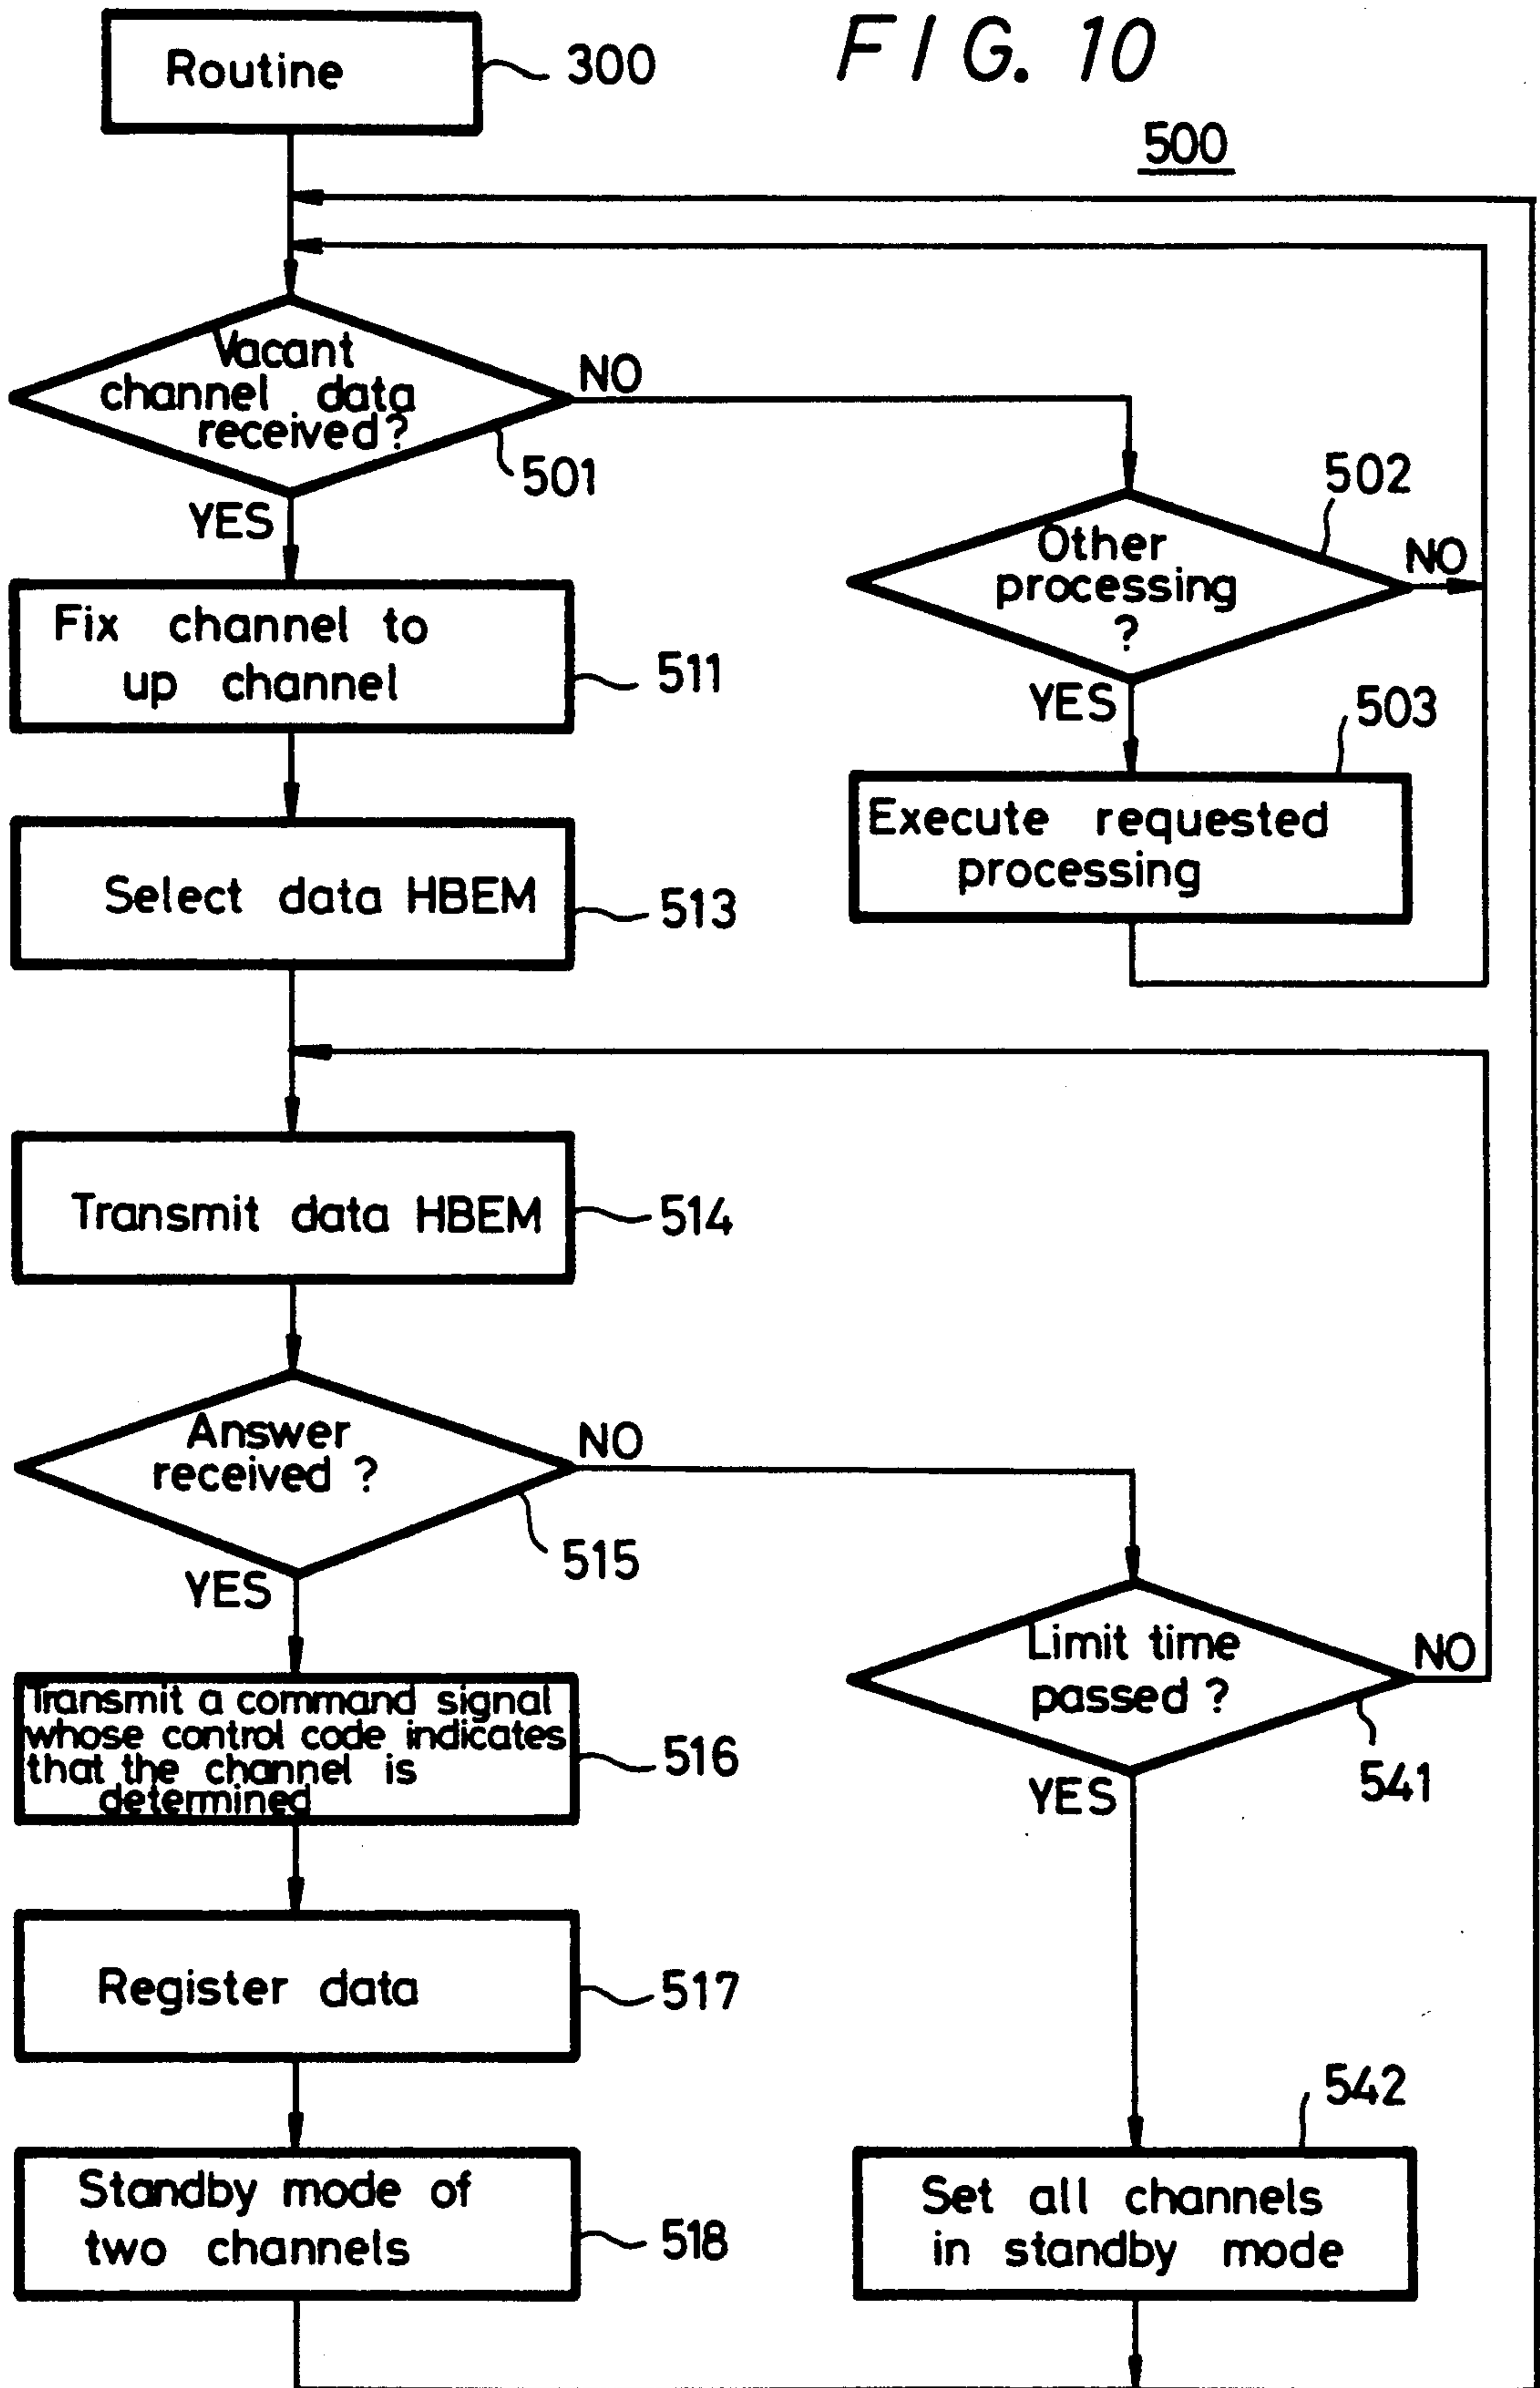 FIG. 10
Routine
300
500
Vacant
channel data
received?
NO
501
YES
502
Other
processing
?
NO
YES
503
Fix channel to
up channel
511
Execute requested
processing
Select data HBEM
513
Transmit data HBEM
514
Answer
received ?
NO
515
YES
Limit time
passed ?
NO
541
YES
Transmit a command signal
whose control code indicates
that the channel is
determined
516
Register data
517
542
Standby mode of
two channels
518
Set all channels
in standby mode